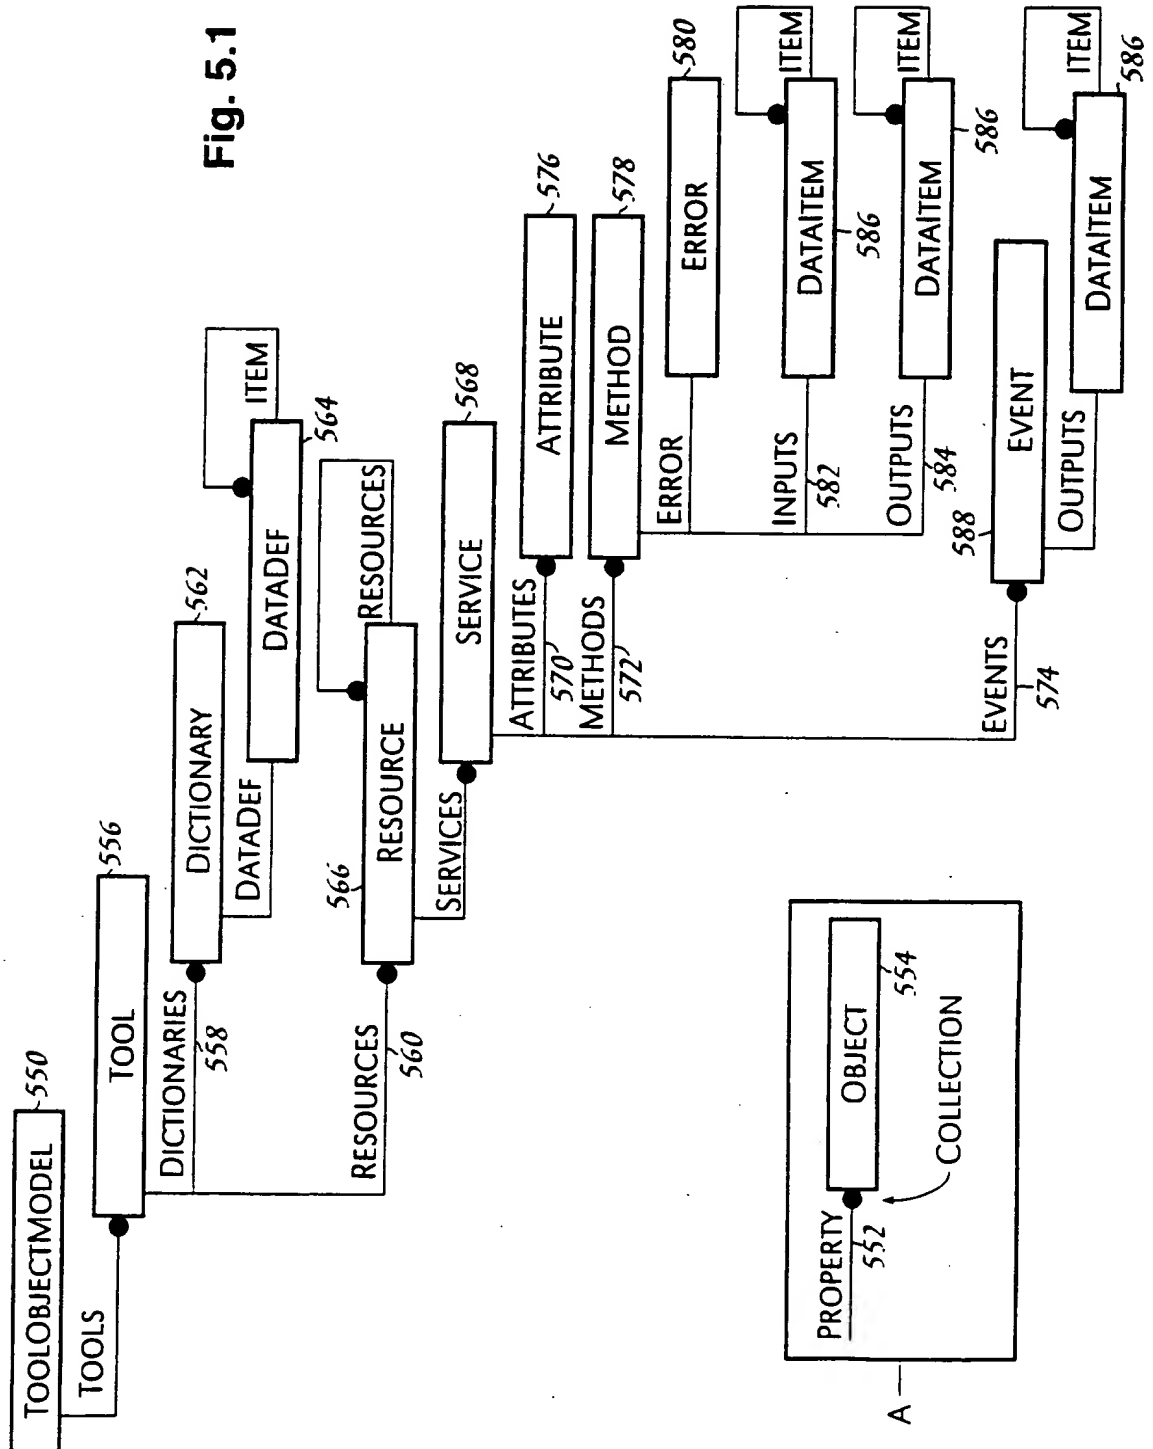 Fig. 5.1
TOOLOBJECTMODEL
550
TOOLS
TOOL
556
DICTIONARIES
558
DICTIONARY
562
DATADEF
DATADEF
564
ITEM
RESOURCES
560
RESOURCE
566
RESOURCES
SERVICES
SERVICE
568
ATTRIBUTES
570
ATTRIBUTE
576
METHODS
572
METHOD
578
ERROR
ERROR
580
INPUTS
582
DATAITEM
586
ITEM
OUTPUTS
584
DATAITEM
586
ITEM
EVENTS
574
EVENT
588
OUTPUTS
DATAITEM
586
ITEM
A
PROPERTY
552
OBJECT
554
COLLECTION